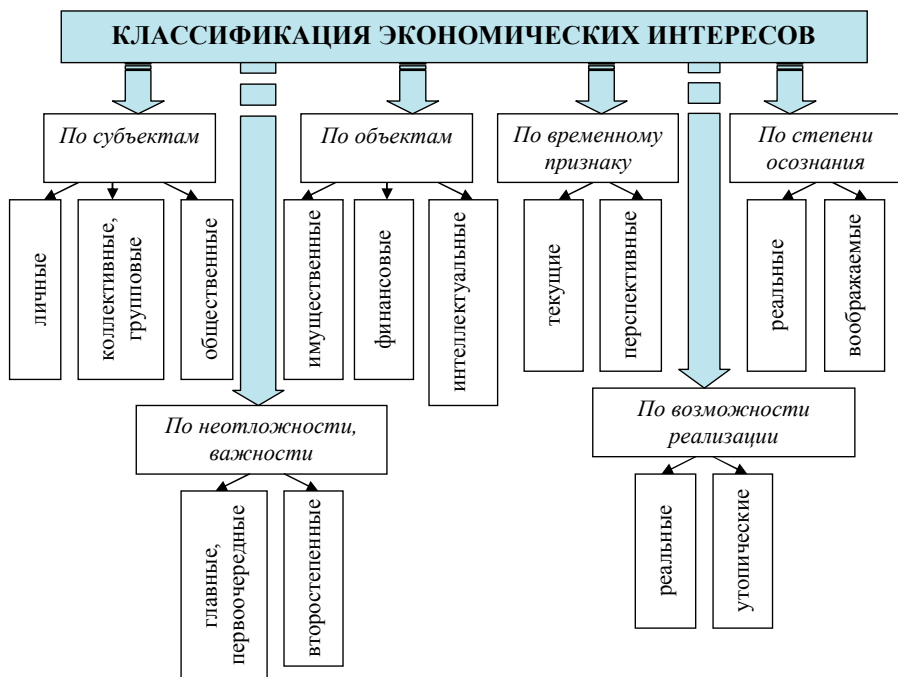 КЛАССИФИКАЦИЯ ЭКОНОМИЧЕСКИХ ИНТЕРЕСОВ
По субъектам
личные
коллективные,
групповые
общественные
По объектам
имущественные
финансовые
интеллектуальные
По временному
признаку
текущие
перспективные
По степени
осознания
реальные
воображаемые
По неотложности,
важности
главные,
первоочередные
второстепенные
По возможности
реализации
реальные
утопические